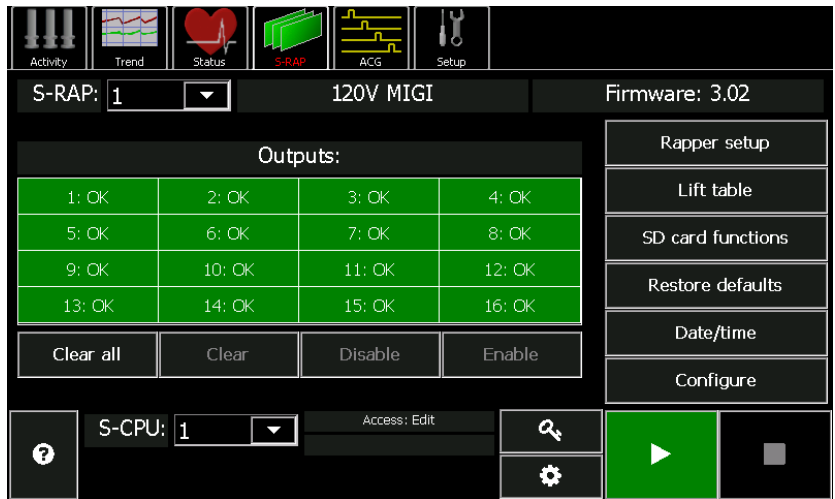 Activity Trend Status S-RAP ACG Setup
S-RAP: 1 120V MIGI Firmware: 3.02
Outputs:
1: OK 2: OK 3: OK 4: OK
5: OK 6: OK 7: OK 8: OK
9: OK 10: OK 11: OK 12: OK
13: OK 14: OK 15: OK 16: OK
Clear all Clear Disable Enable
Rapper setup
Lift table
SD card functions
Restore defaults
Date/time
Configure
?
S-CPU: 1 Access: Edit